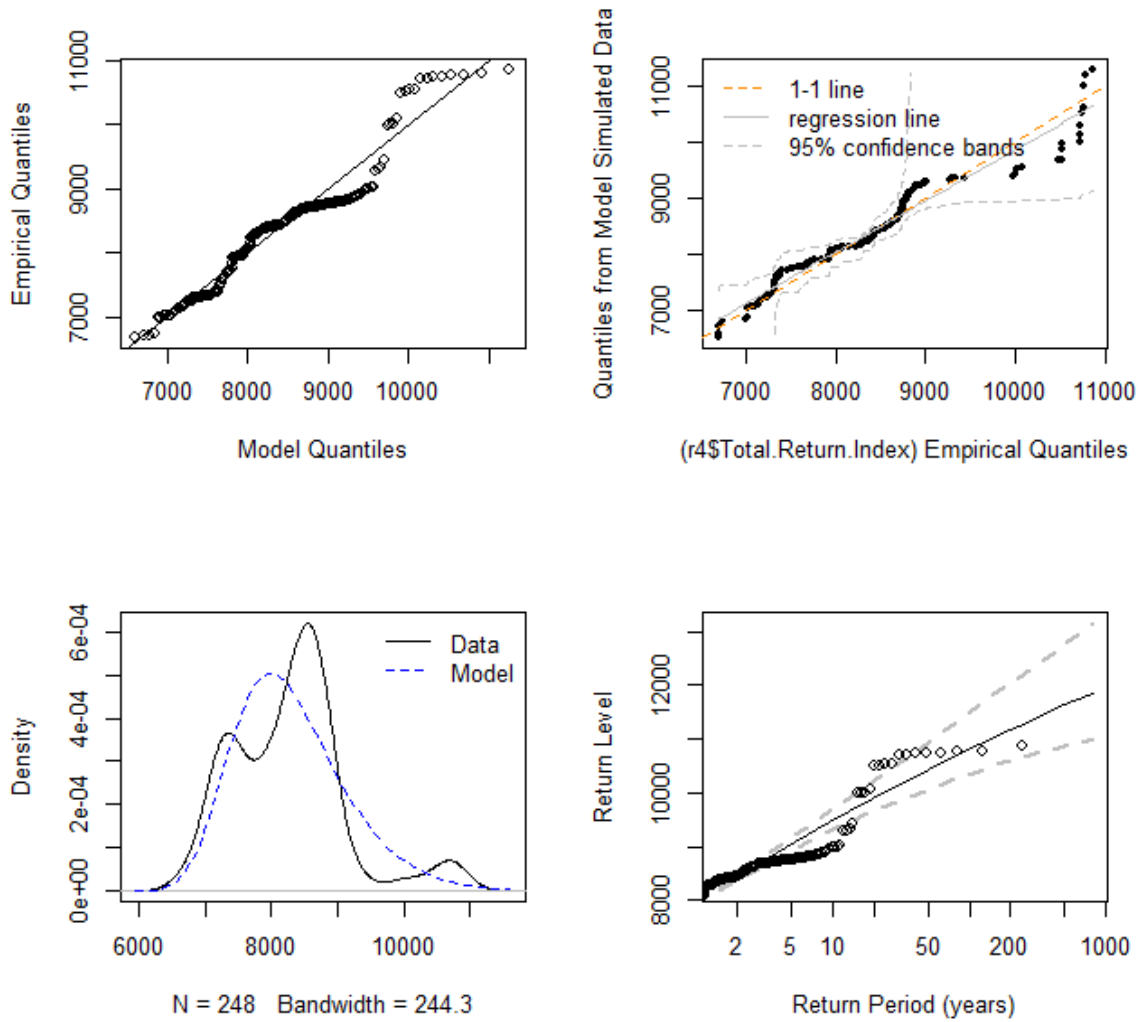 Empirical Quantiles
7000
9000
11000
7000
8000
9000
10000
Model Quantiles
Quantiles from Model Simulated Data
7000
9000
11000
1-1 line
regression line
95% confidence bands
7000
8000
9000
10000
11000
(r4$Total.Return.Index) Empirical Quantiles
Density
0e+00
2e-04
4e-04
6e-04
Data
Model
6000
8000
10000
N = 248 Bandwidth = 244.3
Return Level
8000
10000
12000
2
5
10
50
200
1000
Return Period (years)